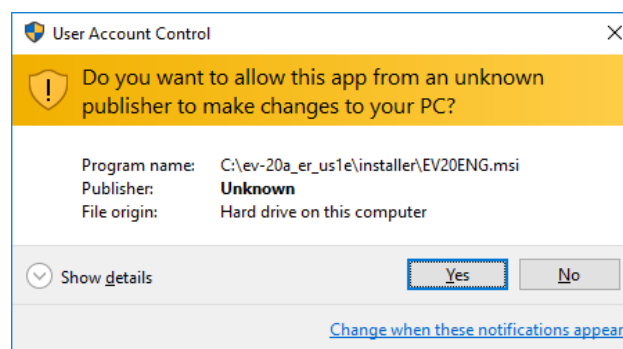 User Account Control
Do you want to allow this app from an unknown
publisher to make changes to your PC?
Program name: C:\ev-20a_er_us1e\installer\EV20ENG.msi
Publisher: Unknown
File origin: Hard drive on this computer
Show details Yes No
Change when these notifications appear